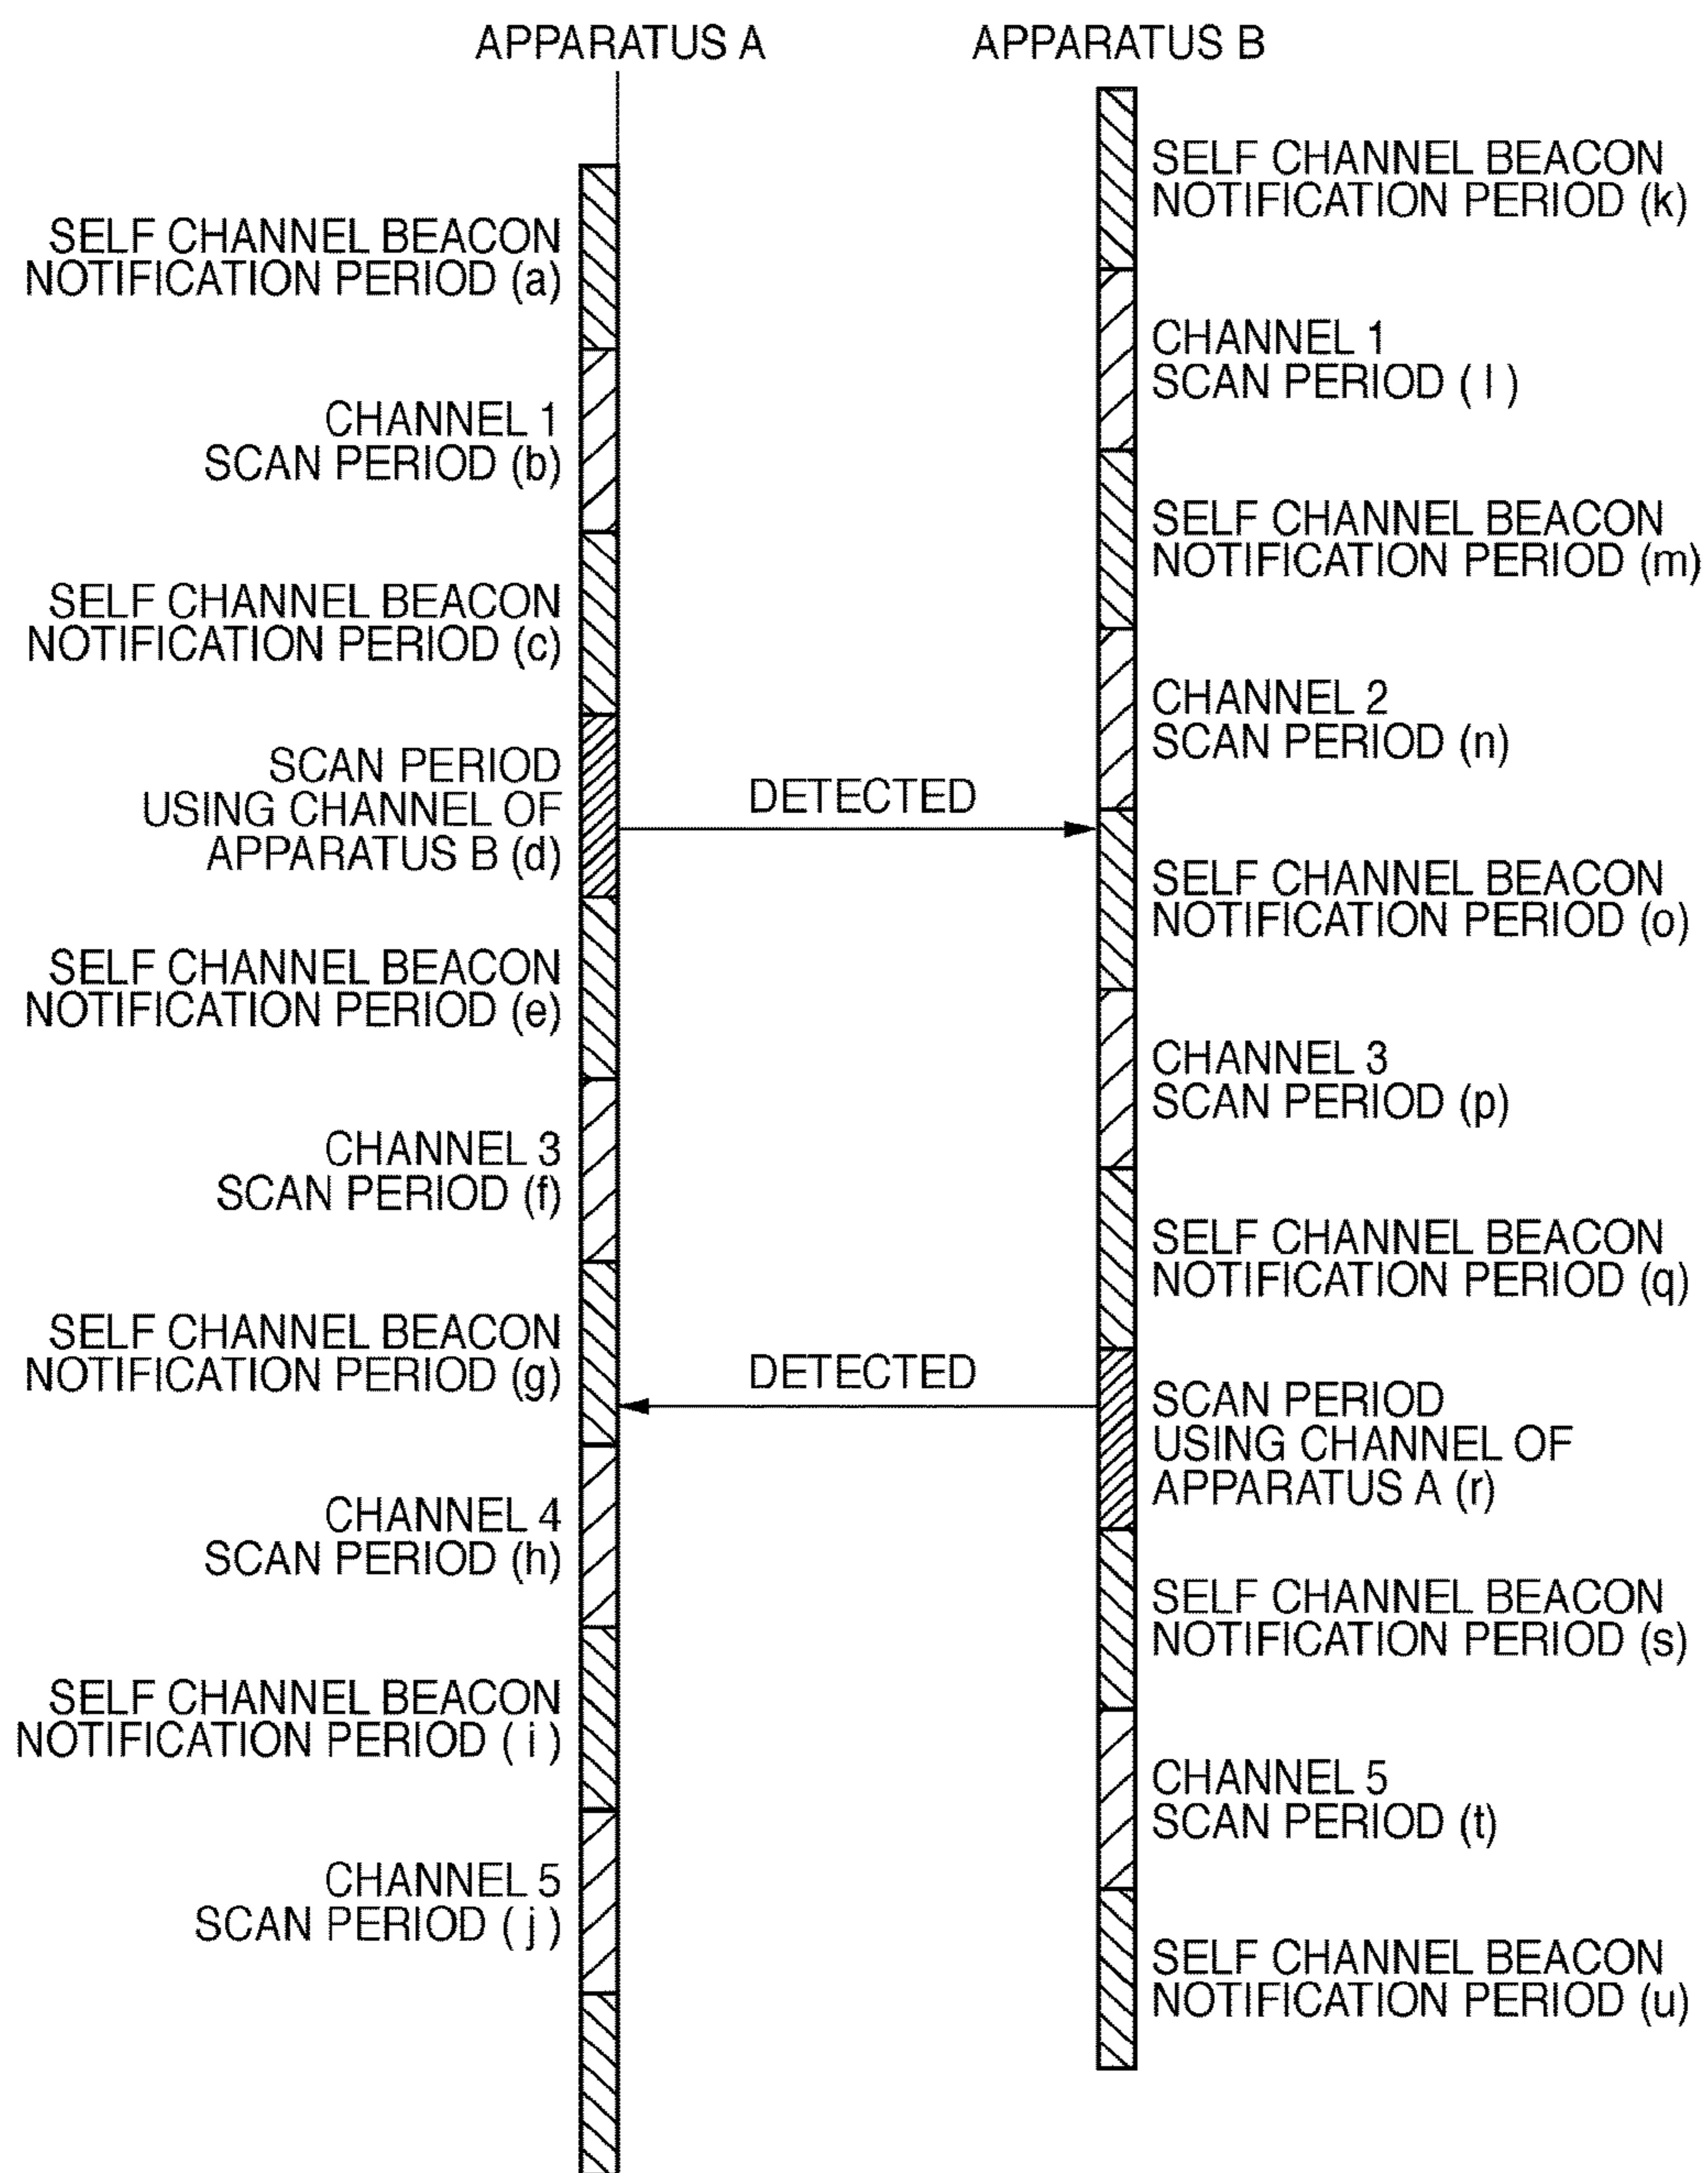 APPARATUS A
SELF CHANNEL BEACON
NOTIFICATION PERIOD (a)
CHANNEL 1
SCAN PERIOD (b)
SELF CHANNEL BEACON
NOTIFICATION PERIOD (c)
SCAN PERIOD
USING CHANNEL OF
APPARATUS B (d)
SELF CHANNEL BEACON
NOTIFICATION PERIOD (e)
CHANNEL 3
SCAN PERIOD (f)
SELF CHANNEL BEACON
NOTIFICATION PERIOD (g)
CHANNEL 4
SCAN PERIOD (h)
SELF CHANNEL BEACON
NOTIFICATION PERIOD ( i )
CHANNEL 5
SCAN PERIOD ( j )
DETECTED
DETECTED
APPARATUS B
SELF CHANNEL BEACON
NOTIFICATION PERIOD (k)
CHANNEL 1
SCAN PERIOD ( l )
SELF CHANNEL BEACON
NOTIFICATION PERIOD (m)
CHANNEL 2
SCAN PERIOD (n)
SELF CHANNEL BEACON
NOTIFICATION PERIOD (o)
CHANNEL 3
SCAN PERIOD (p)
SELF CHANNEL BEACON
NOTIFICATION PERIOD (q)
SCAN PERIOD
USING CHANNEL OF
APPARATUS A (r)
SELF CHANNEL BEACON
NOTIFICATION PERIOD (s)
CHANNEL 5
SCAN PERIOD (t)
SELF CHANNEL BEACON
NOTIFICATION PERIOD (u)